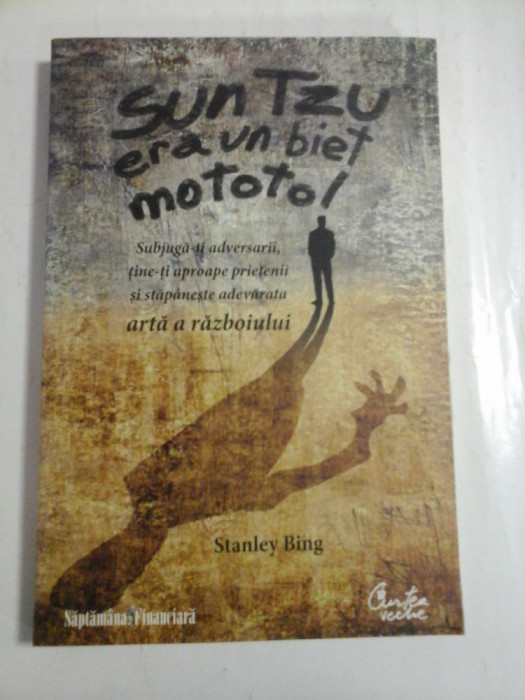 Sun Tzu
era un biet
mototol
Subjugă-ți adversarii,
ține-ți aproape prietenii
și stăpânește adevărata
artă a războiului
Stanley Bing
Săptămâna Financiară
Curtea
veche